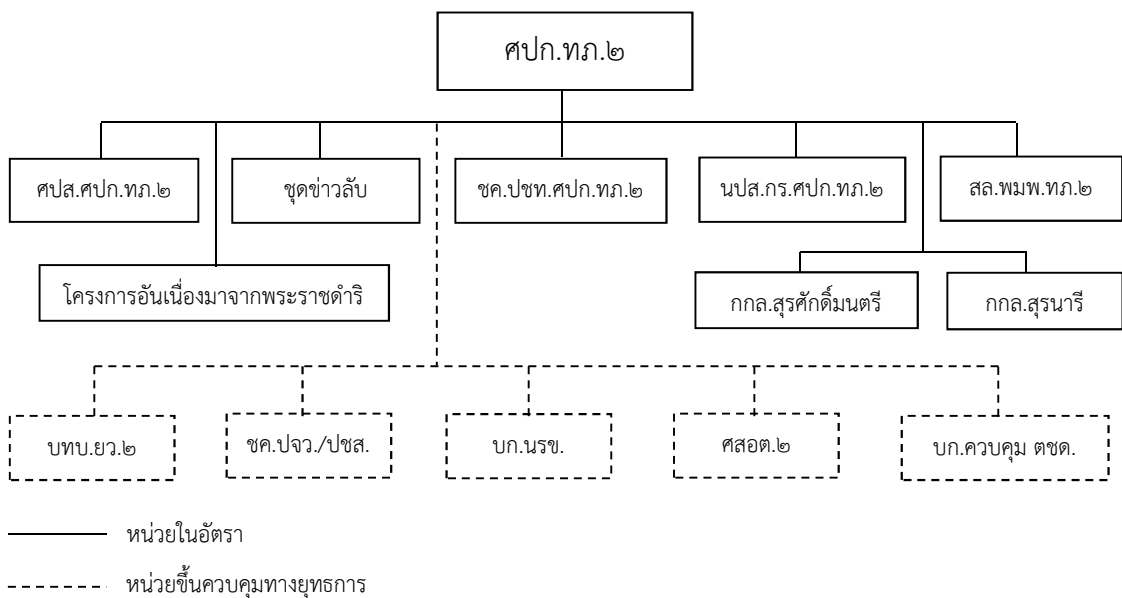 ศปก.ทภ.๒
ศปส.ศปก.ทภ.๒
ชุดข่าวลับ
ชค.ปชท.ศปก.ทภ.๒
นปส.กร.ศปก.ทภ.๒
สล.พมพ.ทภ.๒
โครงการอันเนื่องมาจากพระราชดำริ
กกล.สุรศักดิ์มนตรี
กกล.สุรนารี
บทบ.ยว.๒
ชค.ปจว./ปชส.
บก.นรข.
ศสอต.๒
บก.ควบคุม ตชด.
หน่วยในอัตรา
หน่วยขึ้นควบคุมทางยุทธการ